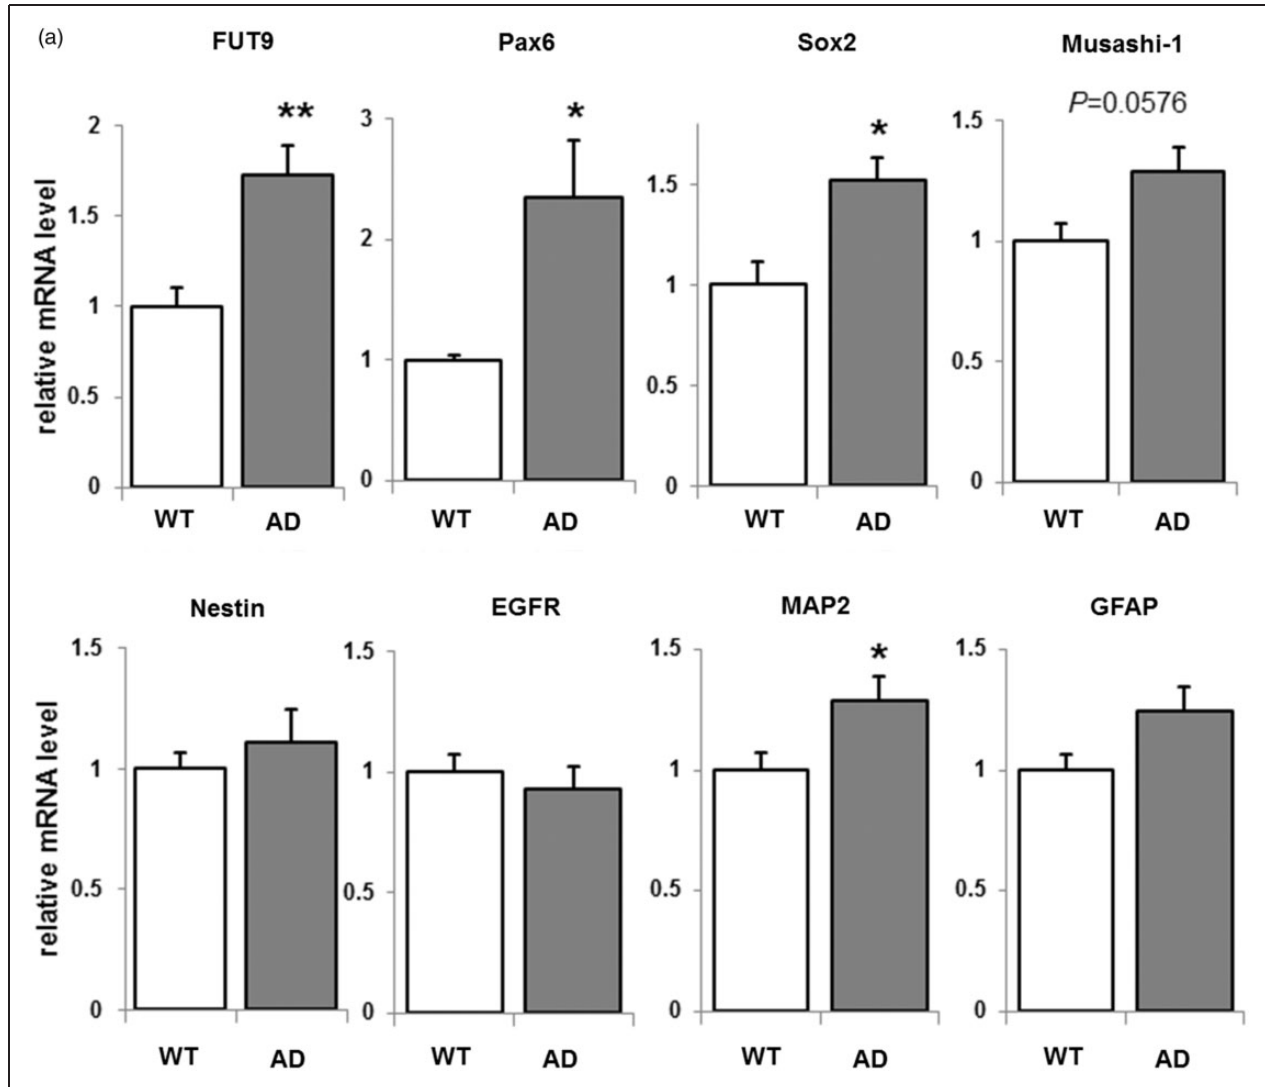 (a)
FUT9
Pax6
Sox2
Musashi-1
**
*
*
P=0.0576
relative mRNA level
2
1.5
1
0.5
0
WT
AD
3
2
1
0
WT
AD
1.5
1
0.5
0
WT
AD
1.5
1
0.5
0
WT
AD
Nestin
EGFR
MAP2
GFAP
*
relative mRNA level
1.5
1
0.5
0
WT
AD
1.5
1
0.5
0
WT
AD
1.5
1
0.5
0
WT
AD
1.5
1
0.5
0
WT
AD